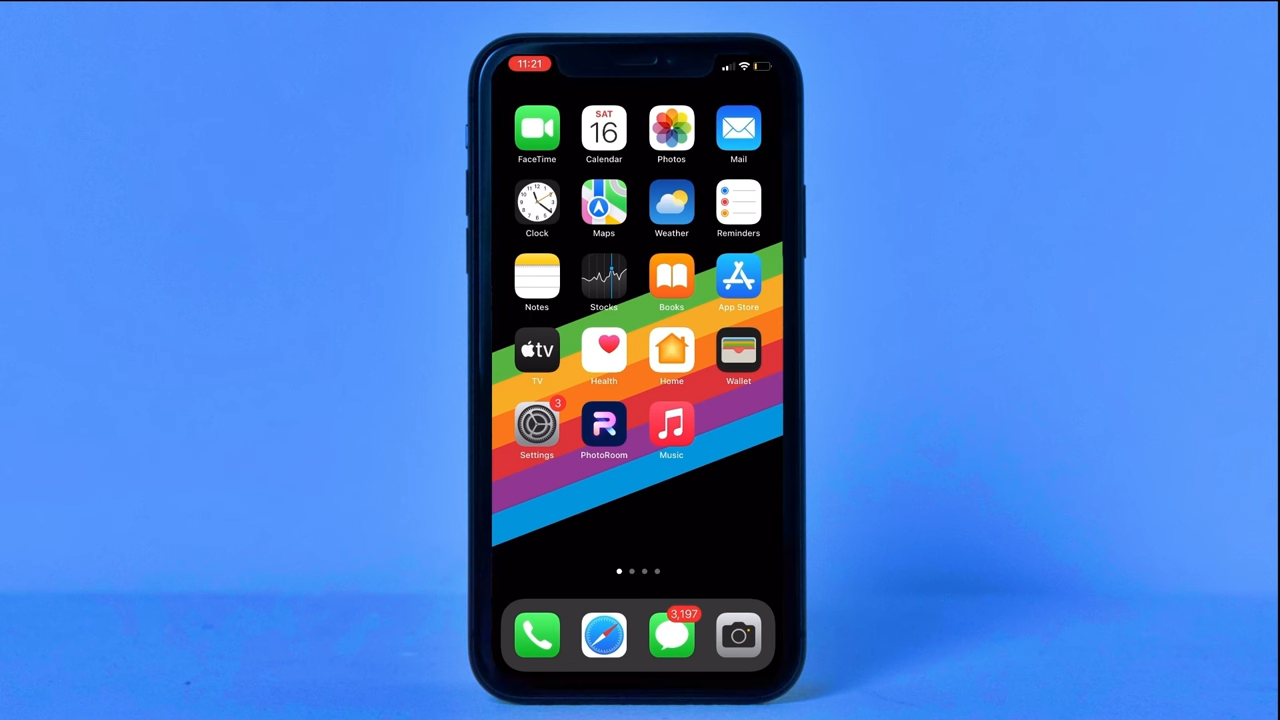 11:21
SAT
16
FaceTime
Calendar
Photos
Mail
Clock
Maps
Weather
Reminders
Notes
Stocks
Books
App Store
tv
TV
Health
Home
Wallet
3
Settings
R
PhotoRoom
Music
3,197